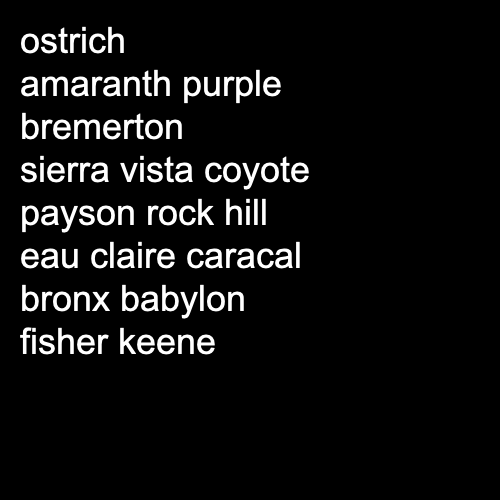 ostrich
amaranth purple
bremerton
sierra vista coyote
payson rock hill
eau claire caracal
bronx babylon
fisher keene